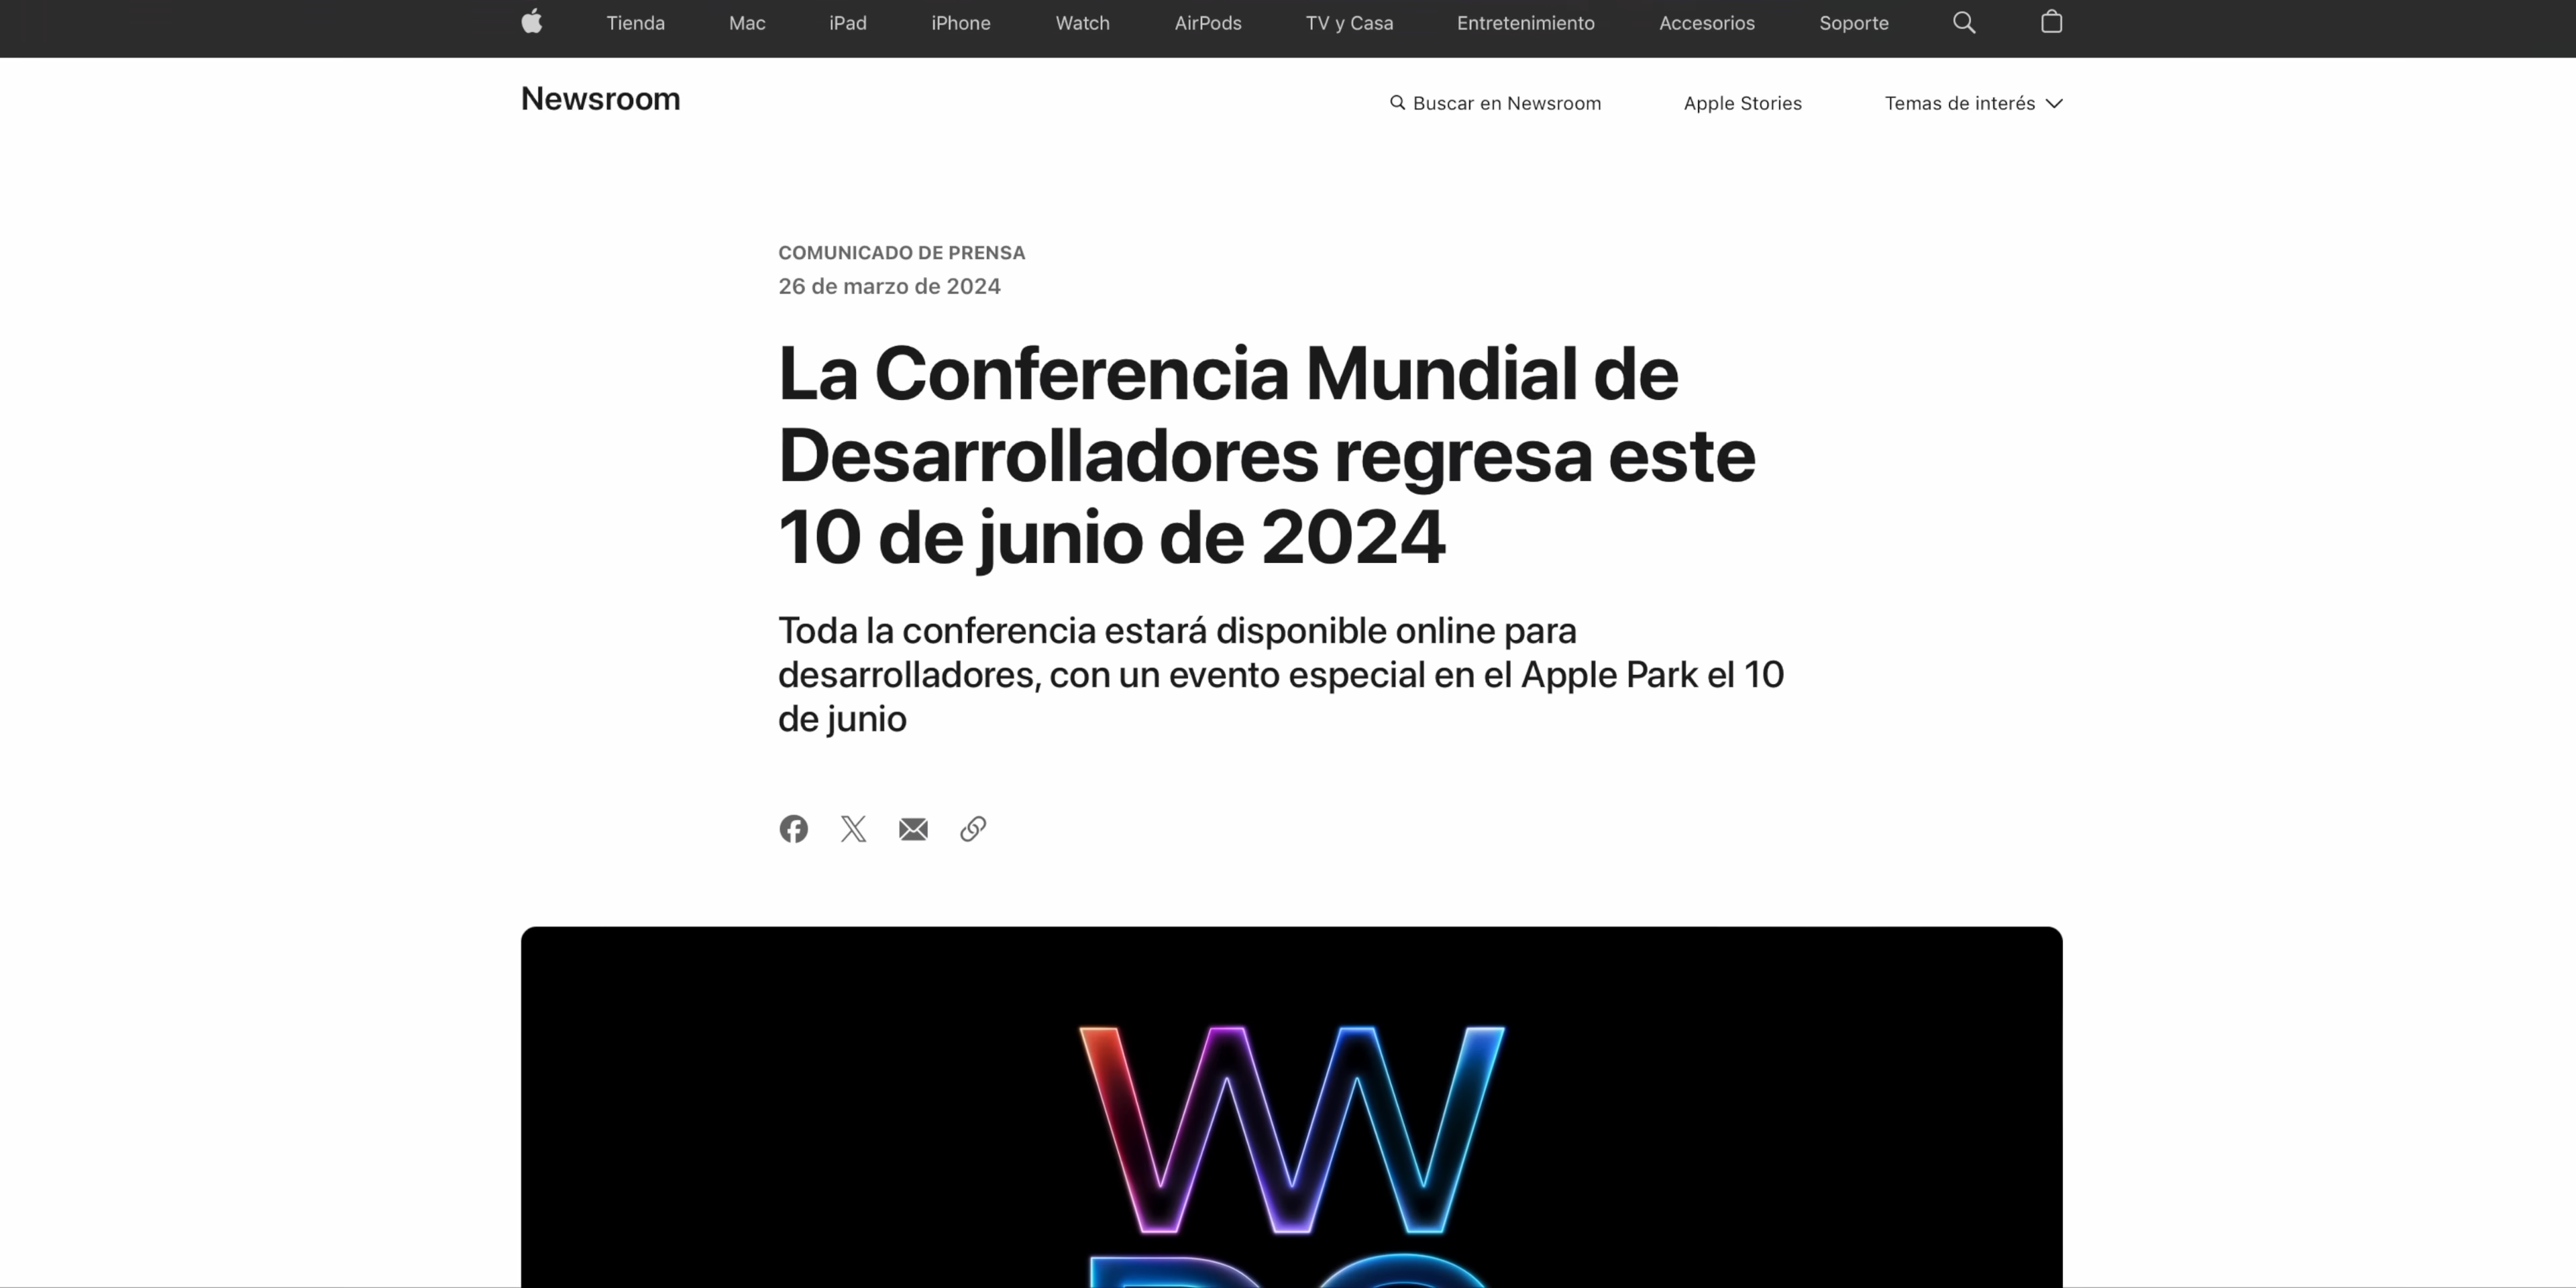 Tienda Mac iPad iPhone Watch AirPods TV y Casa Entretenimiento Accesorios Soporte
Newsroom
Buscar en Newsroom Apple Stories Temas de interés
COMUNICADO DE PRENSA
26 de marzo de 2024
La Conferencia Mundial de
Desarrolladores regresa este
10 de junio de 2024
Toda la conferencia estará disponible online para
desarrolladores, con un evento especial en el Apple Park el 10
de junio
WW